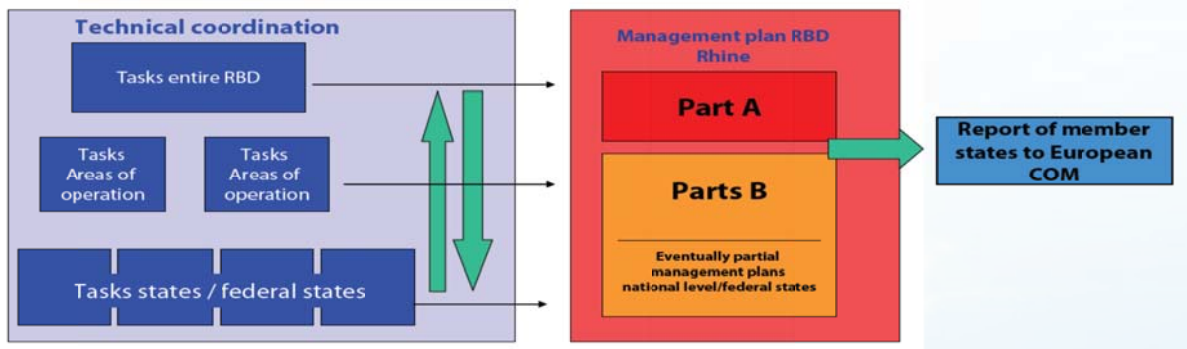 Technical coordination
Tasks entire RBD
Tasks
Areas of
operation
Tasks
Areas of
operation
Tasks states / federal states
Management plan RBD
Rhine
Part A
Parts B
Eventually partial
management plans
national level/federal states
Report of member
states to European
COM